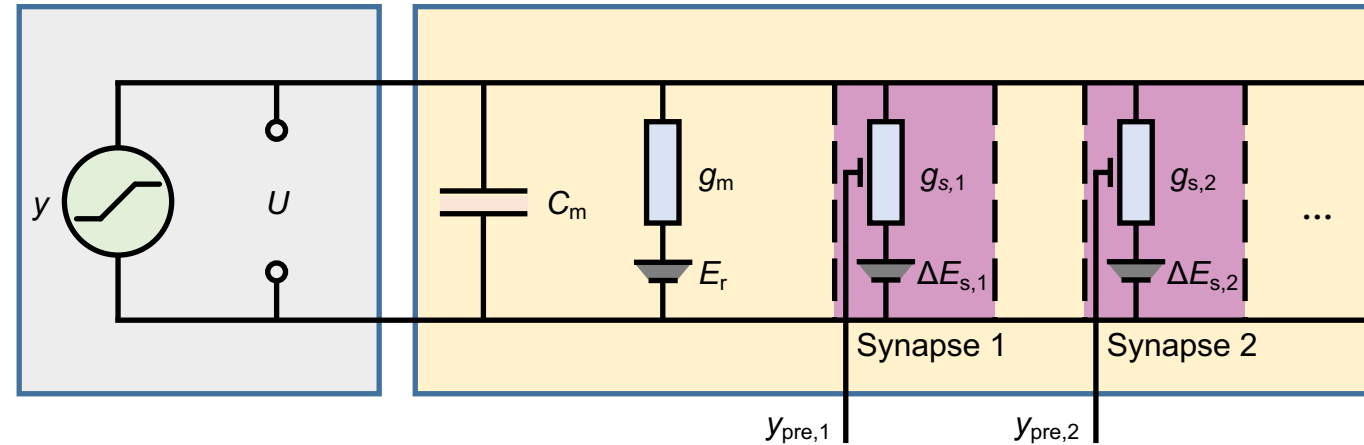 y
U
C_m
g_m
E_r
g_s,1
ΔE_s,1
Synapse 1
g_s,2
ΔE_s,2
Synapse 2
...
y_pre,1
y_pre,2